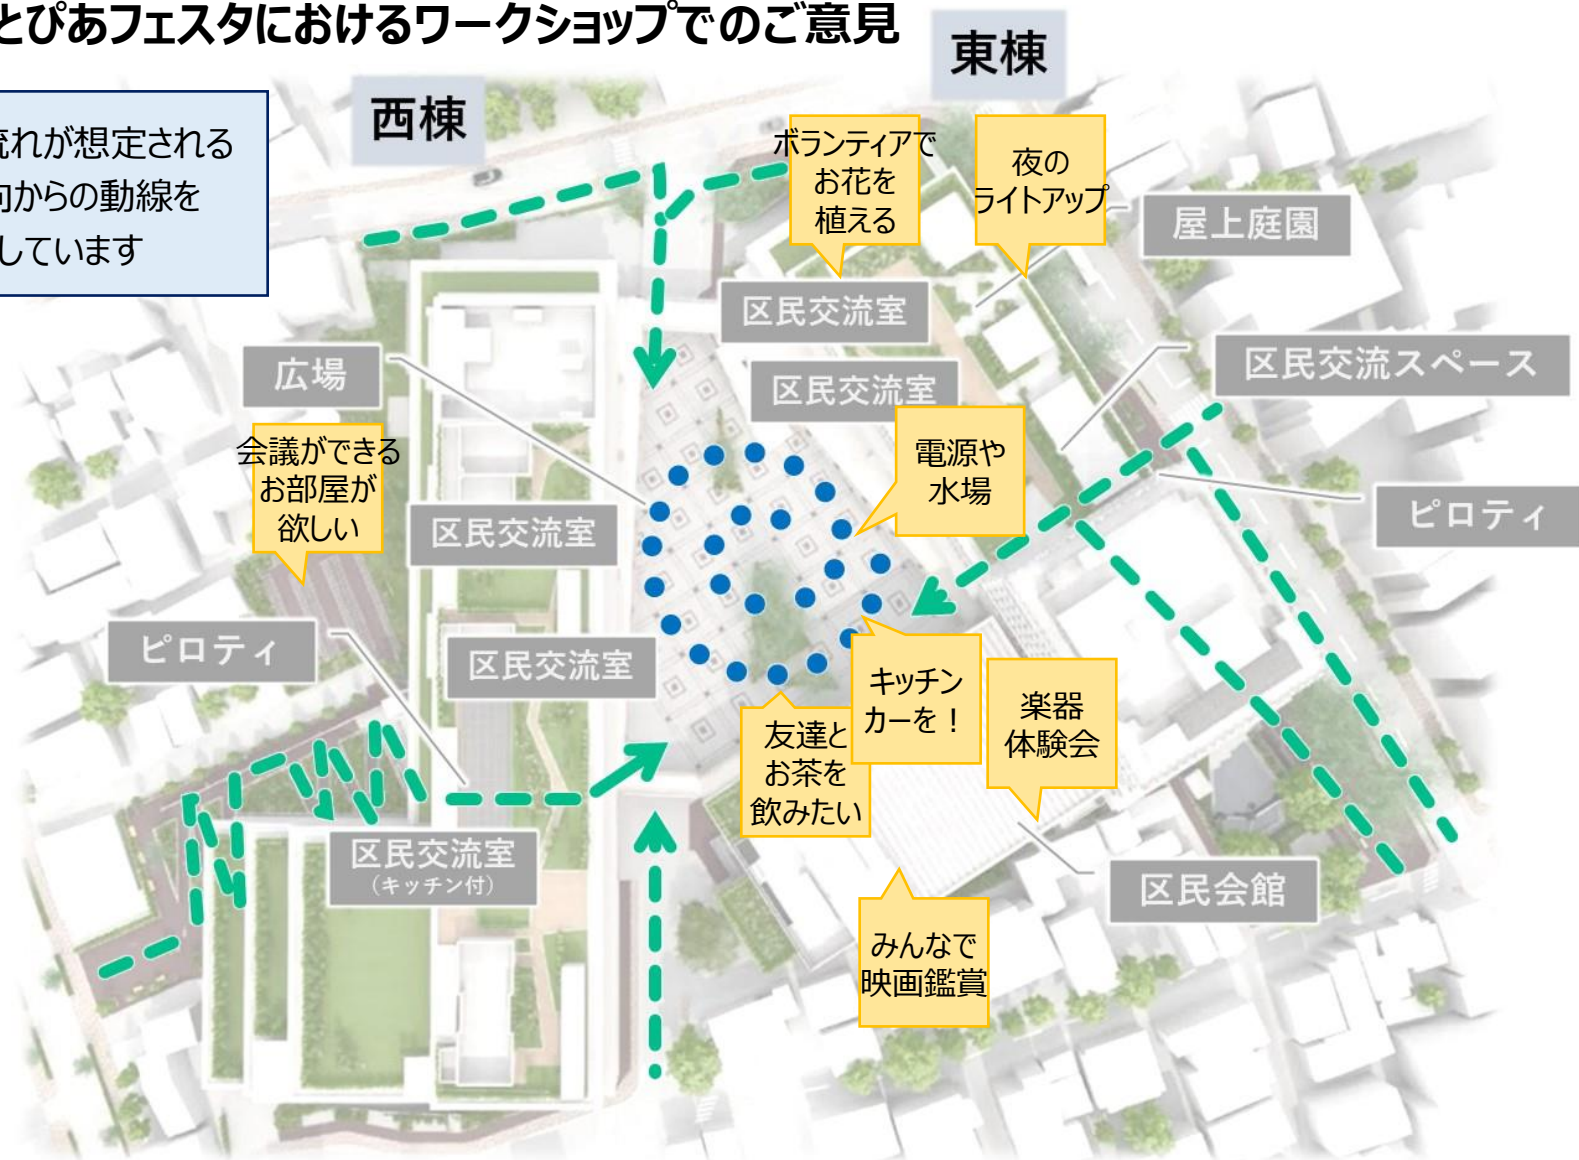 とぴあフェスタにおけるワークショップでのご意見
東棟
西棟
流れが想定される
向からの動線を
しています
ボランティアで
お花を
植える
夜の
ライトアップ
屋上庭園
区民交流室
広場
区民交流室
区民交流スペース
会議ができる
お部屋が
欲しい
電源や
水場
区民交流室
ピロティ
ピロティ
区民交流室
キッチン
カーを！
楽器
体験会
友達と
お茶を
飲みたい
区民交流室
（キッチン付）
区民会館
みんなで
映画鑑賞